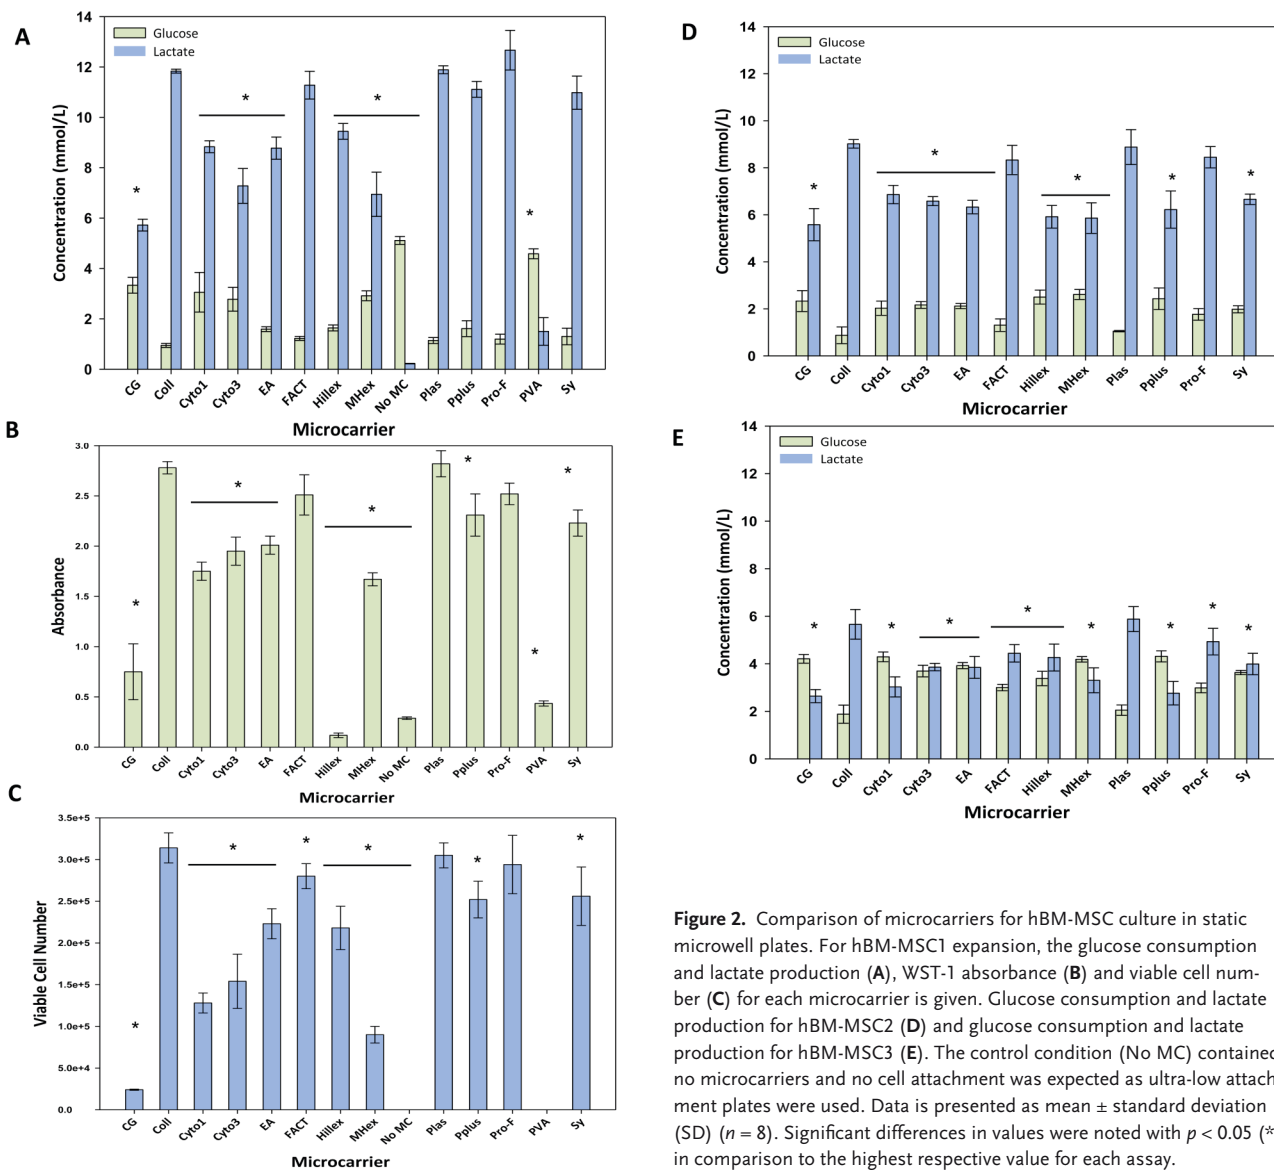 A
14
12
10
8
6
4
2
0
Concentration (mmol/L)
Glucose
Lactate
*
*
*
*
CG
Coll
Cyto1
Cyto3
EA
FACT
Hillex
MHex
No MC
Plas
Pplus
Pro-F
PVA
Sy
Microcarrier
B
3.0
2.5
2.0
1.5
1.0
0.5
0.0
Absorbance
*
*
*
*
*
*
CG
Coll
Cyto1
Cyto3
EA
FACT
Hillex
MHex
No MC
Plas
Pplus
Pro-F
PVA
Sy
Microcarrier
C
3.5e+5
3.0e+5
2.5e+5
2.0e+5
1.5e+5
1.0e+5
5.0e+4
0.0
Viable Cell Number
*
*
*
*
*
*
CG
Coll
Cyto1
Cyto3
EA
FACT
Hillex
MHex
No MC
Plas
Pplus
Pro-F
PVA
Sy
Microcarrier
D
14
12
10
8
6
4
2
0
Concentration (mmol/L)
Glucose
Lactate
*
*
*
*
*
CG
Coll
Cyto1
Cyto3
EA
FACT
Hillex
MHex
Plas
Pplus
Pro-F
Sy
Microcarrier
E
14
12
10
8
6
4
2
0
Concentration (mmol/L)
Glucose
Lactate
*
*
*
*
*
*
*
*
CG
Coll
Cyto1
Cyto3
EA
FACT
Hillex
MHex
Plas
Pplus
Pro-F
Sy
Microcarrier
Figure 2. Comparison of microcarriers for hBM-MSC culture in static
microwell plates. For hBM-MSC1 expansion, the glucose consumption
and lactate production (A), WST-1 absorbance (B) and viable cell num-
ber (C) for each microcarrier is given. Glucose consumption and lactate
production for hBM-MSC2 (D) and glucose consumption and lactate
production for hBM-MSC3 (E). The control condition (No MC) contained
no microcarriers and no cell attachment was expected as ultra-low attach
ment plates were used. Data is presented as mean ± standard deviation
(SD) (n = 8). Significant differences in values were noted with p < 0.05 (*
in comparison to the highest respective value for each assay.